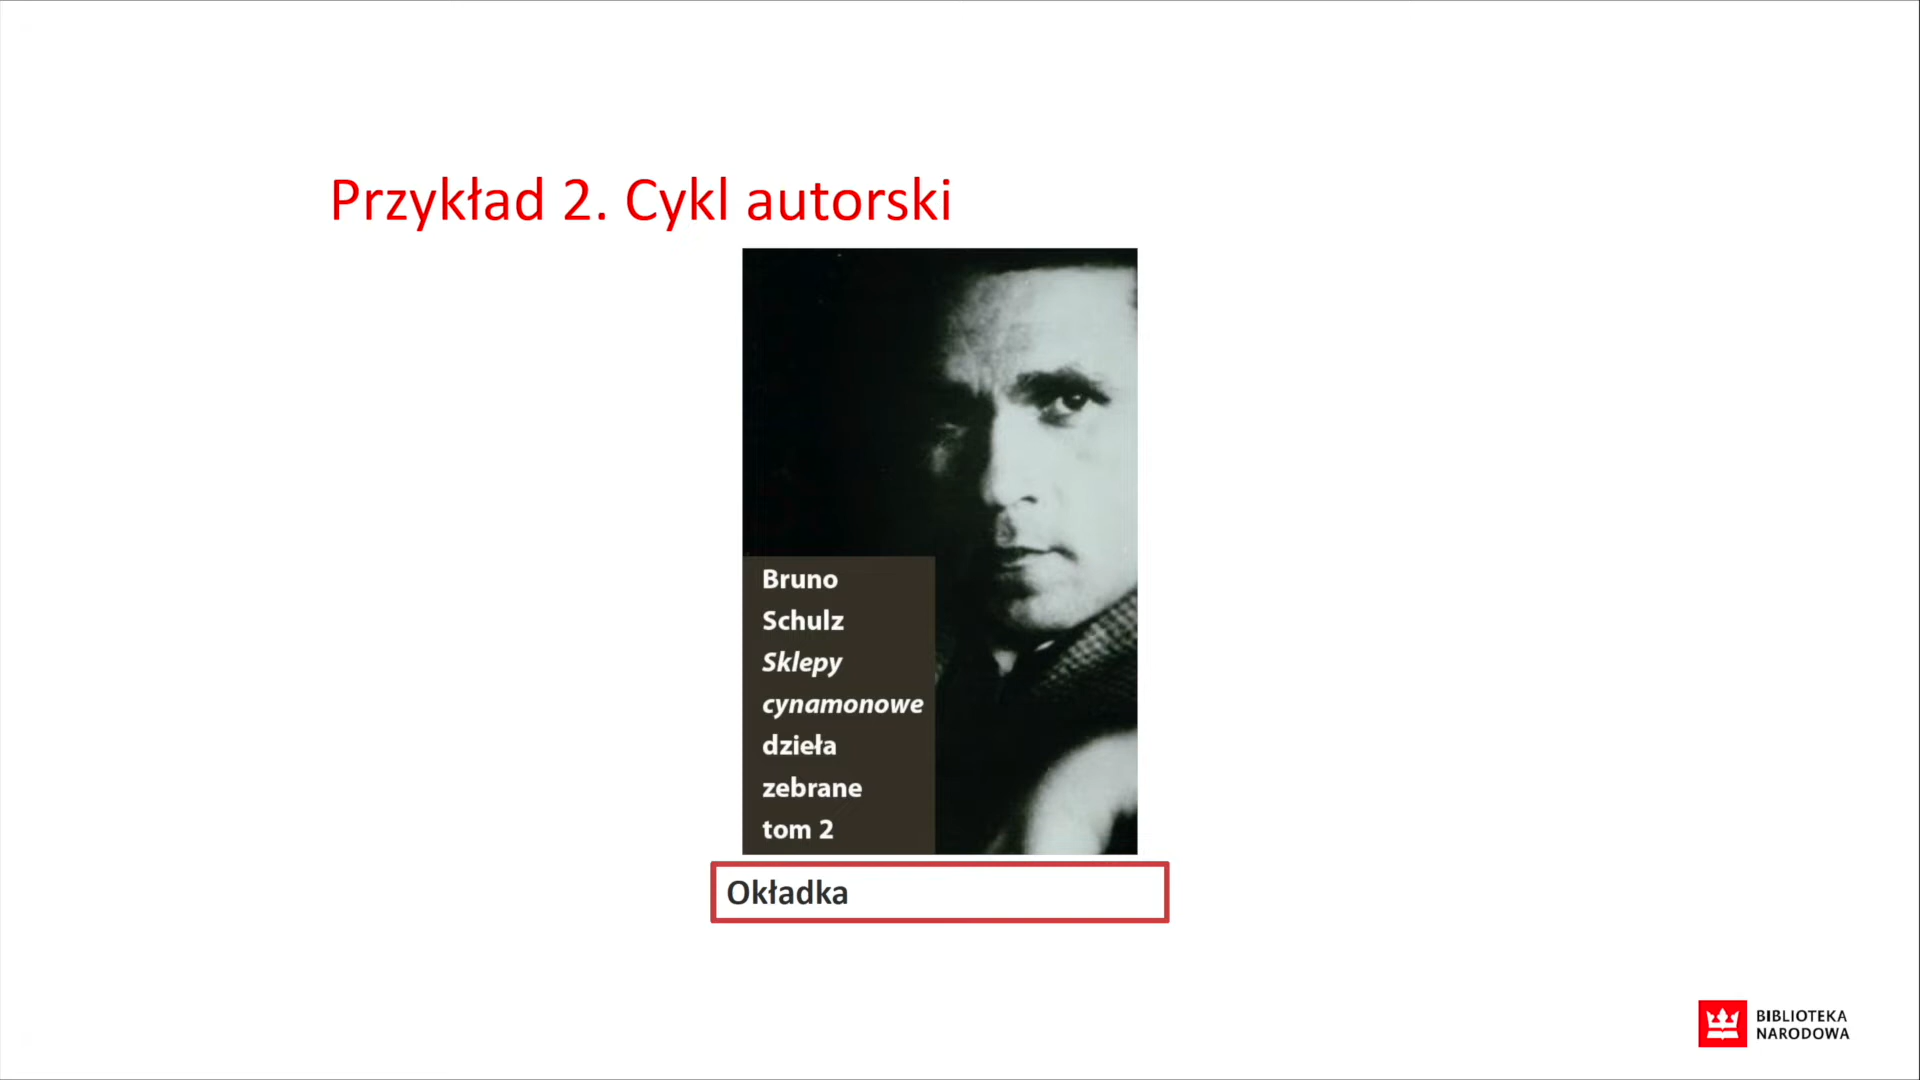 Przykład 2. Cykl autorski
Bruno
Schulz
Sklepy
cynamonowe
dzieła
zebrane
tom 2
Okładka
BIBLIOTEKA
NARODOWA